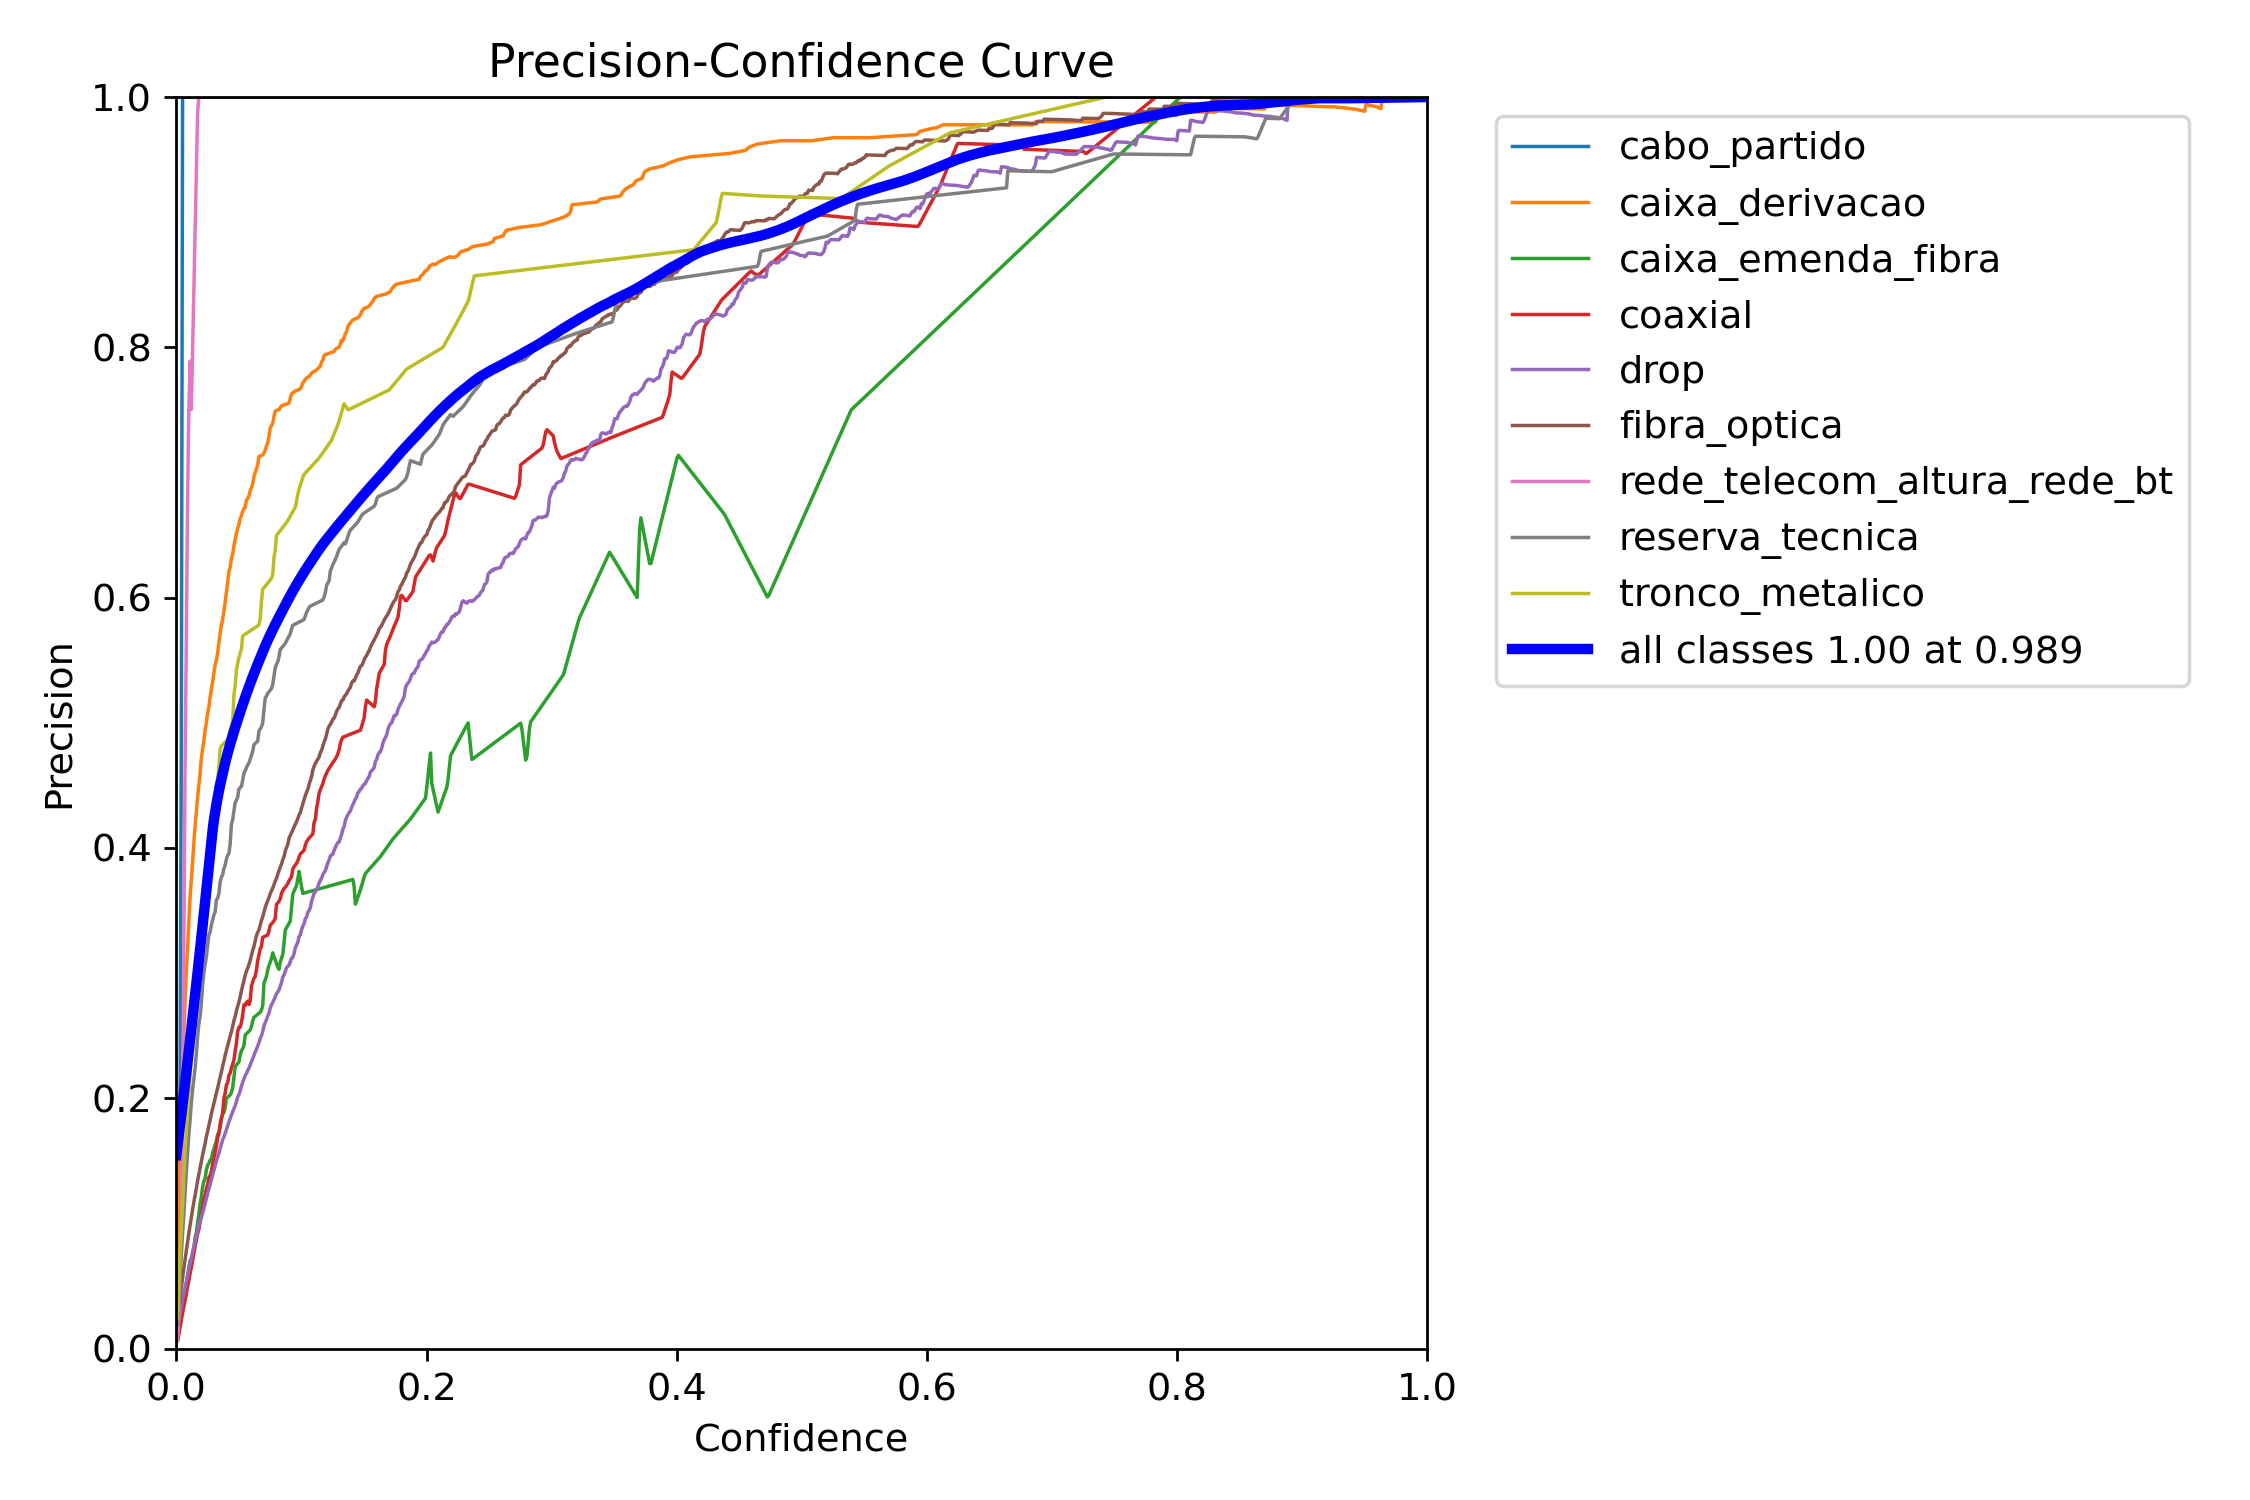 Precision-Confidence Curve
1.0
0.8
0.6
0.4
0.2
0.0
Precision
0.0 0.2 0.4 0.6 0.8 1.0
Confidence
cabo_partido
caixa_derivacao
caixa_emenda_fibra
coaxial
drop
fibra_optica
rede_telecom_altura_rede_bt
reserva_tecnica
tronco_metalico
all classes 1.00 at 0.989